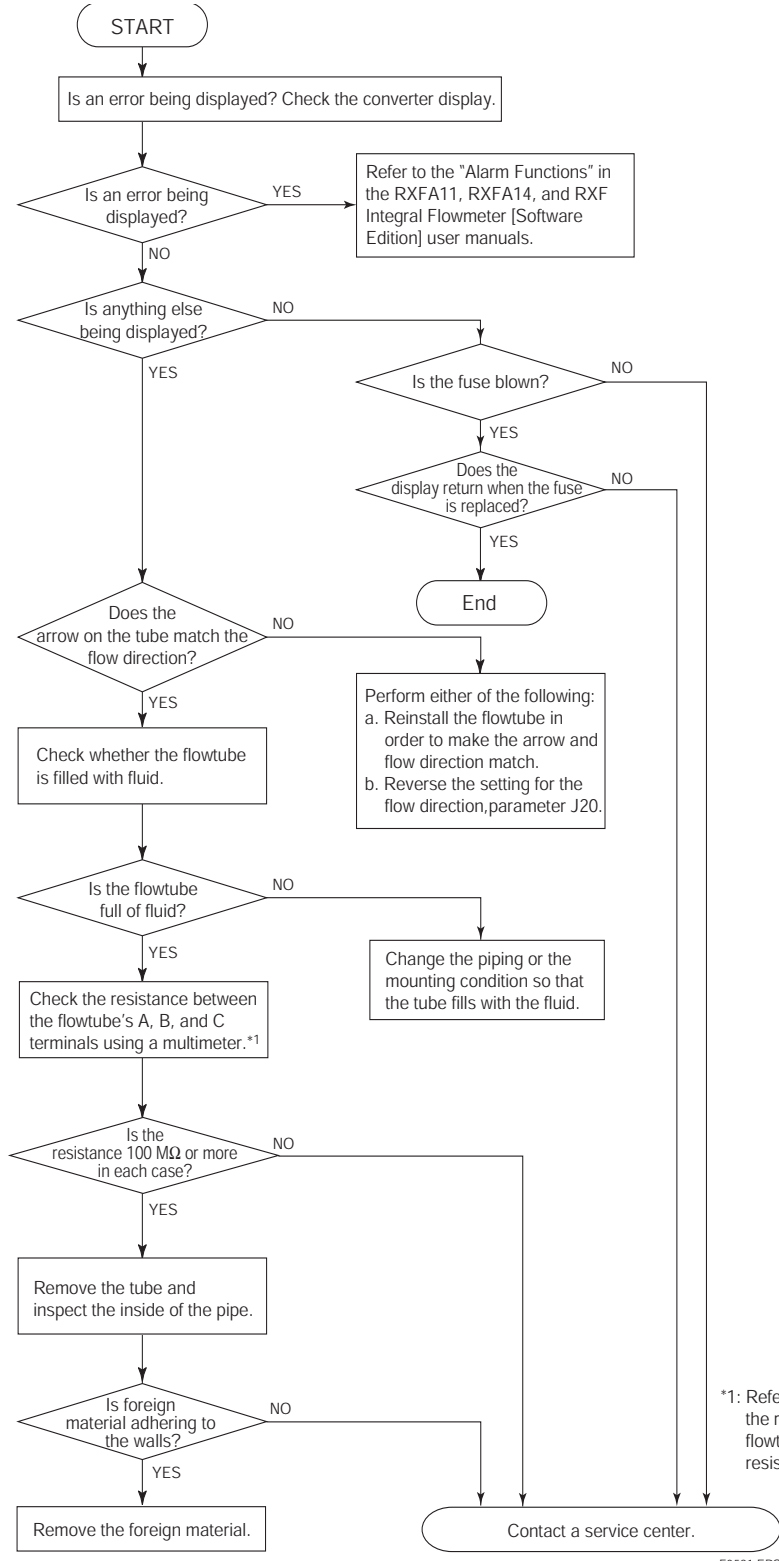 START
Is an error being displayed? Check the converter display.
Is an error being
displayed?
YES
Refer to the "Alarm Functions" in
the RXFA11, RXFA14, and RXF
Integral Flowmeter [Software
Edition] user manuals.
NO
Is anything else
being displayed?
NO
YES
Is the fuse blown?
NO
YES
Does the
display return when the fuse
is replaced?
NO
YES
End
Does the
arrow on the tube match the
flow direction?
NO
YES
Perform either of the following:
a. Reinstall the flowtube in
order to make the arrow and
flow direction match.
b. Reverse the setting for the
flow direction,parameter J20.
Check whether the flowtube
is filled with fluid.
Is the flowtube
full of fluid?
NO
YES
Change the piping or the
mounting condition so that
the tube fills with the fluid.
Check the resistance between
the flowtube's A, B, and C
terminals using a multimeter.*1
Is the
resistance 100 MΩ or more
in each case?
NO
YES
Remove the tube and
inspect the inside of the pipe.
Is foreign
material adhering to
the walls?
NO
YES
Remove the foreign material.
Contact a service center.
*1:
the